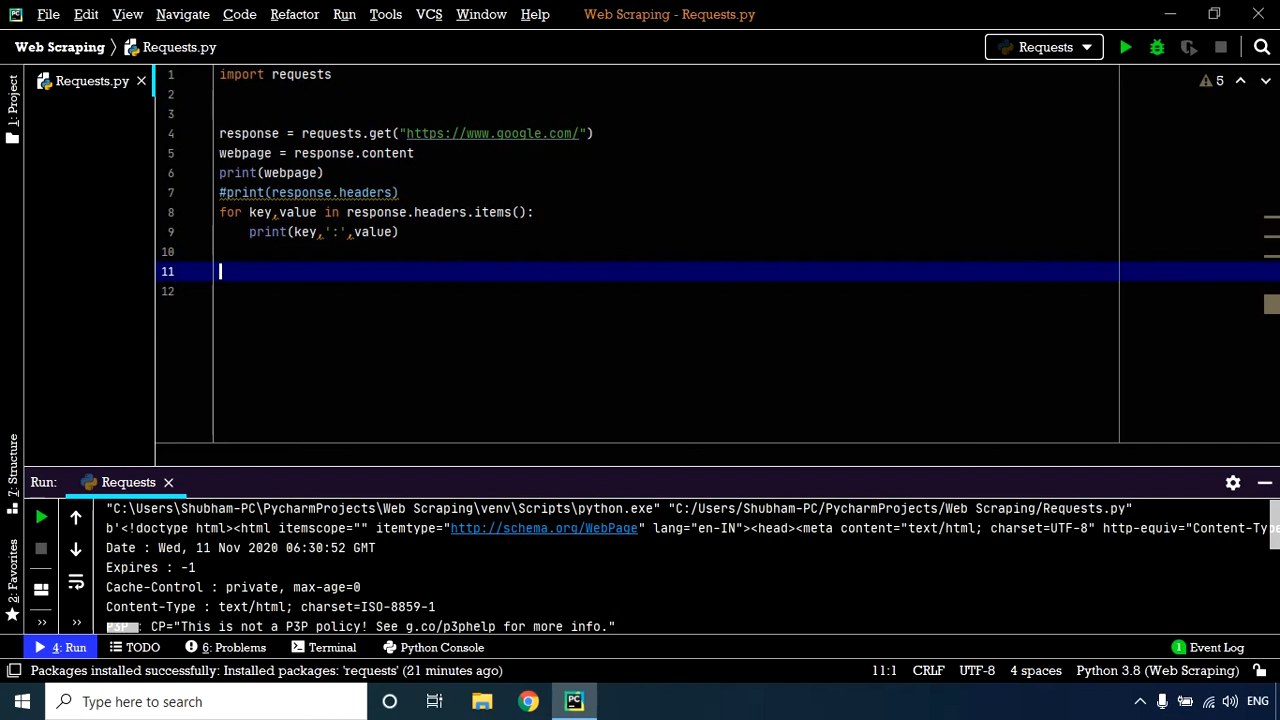 File Edit View Navigate Code Refactor Run Tools VCS Window Help Web Scraping - Requests.py
Web Scraping Requests.py Requests
1: Project
Requests.py
5
1 import requests
2
3
4 response = requests.get("https://www.google.com/")
5 webpage = response.content
6 print(webpage)
7 #print(response.headers)
8 for key,value in response.headers.items():
9 print(key,':',value)
10
11
12
7: Structure
2: Favorites
Run: Requests
"C:\Users\Shubham-PC\PycharmProjects\Web Scraping\venv\Scripts\python.exe" "C:/Users/Shubham-PC/PycharmProjects/Web Scraping/Requests.py"
b'<!doctype html><html itemscope="" itemtype="http://schema.org/WebPage" lang="en-IN"><head><meta content="text/html; charset=UTF-8" http-equiv="Content-Type
Date : Wed, 11 Nov 2020 06:30:52 GMT
Expires : -1
Cache-Control : private, max-age=0
Content-Type : text/html; charset=ISO-8859-1
P3P : CP="This is not a P3P policy! See g.co/p3phelp for more info."
4: Run TODO 6: Problems Terminal Python Console 1 Event Log
Packages installed successfully: Installed packages: 'requests' (21 minutes ago) 11:1 CRLF UTF-8 4 spaces Python 3.8 (Web Scraping)
Type here to search ENG